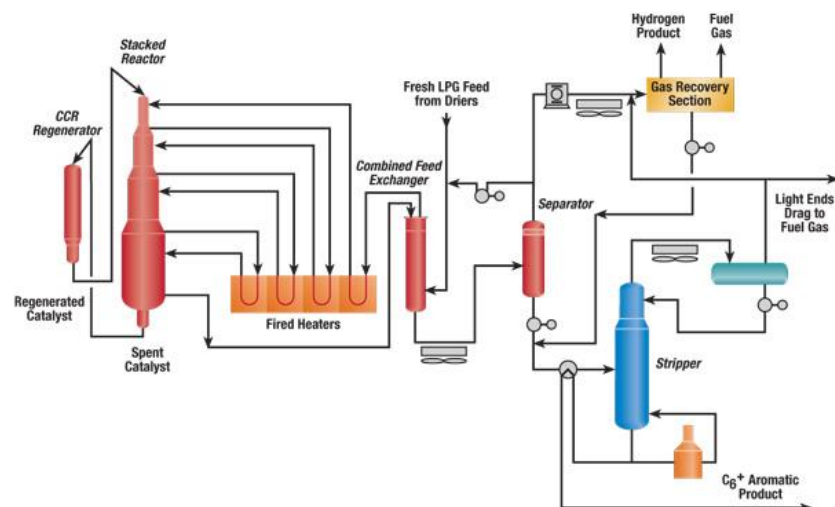 Stacked
Reactor
CCR
Regenerator
Regenerated
Catalyst
Spent
Catalyst
Fired Heaters
Fresh LPG Feed
from Driers
Combined Feed
Exchanger
Separator
Hydrogen
Product
Fuel
Gas
Gas Recovery
Section
Light Ends
Drag to
Fuel Gas
Stripper
C6+ Aromatic
Product